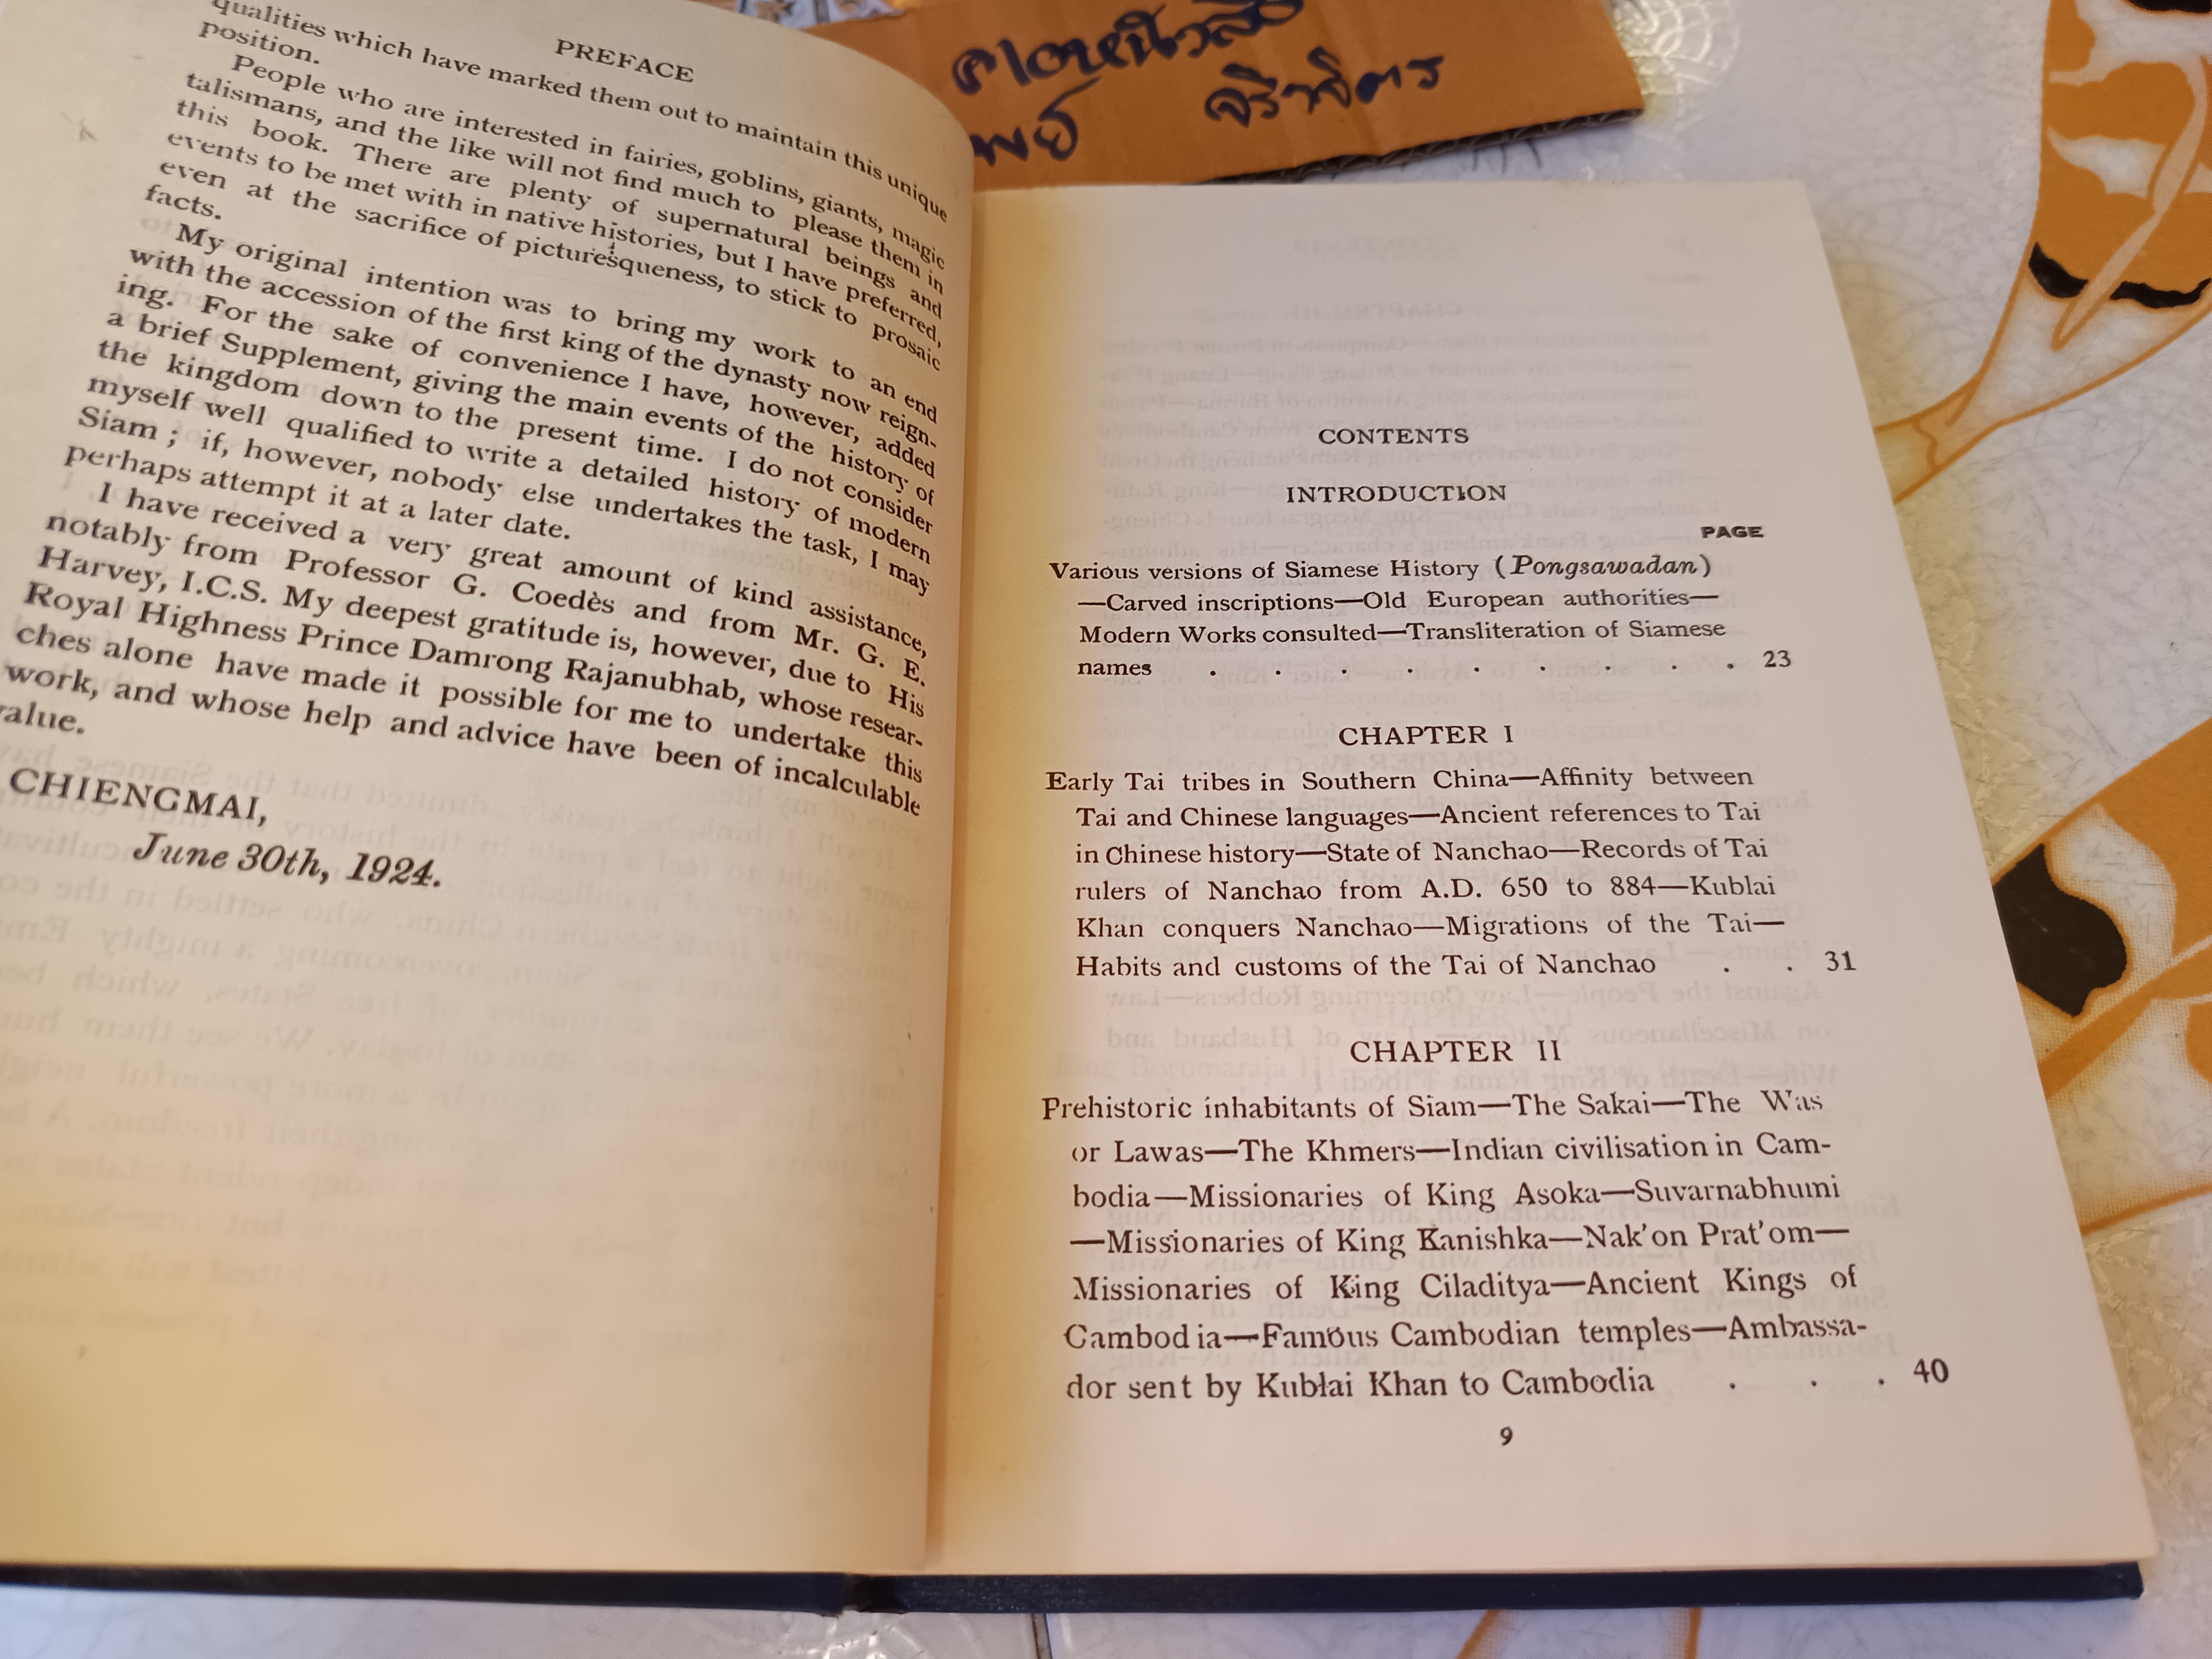 PREFACE
qualities which have marked them out to maintain this unique
position.
People who are interested in fairies, goblins, giants, magic
talismans, and the like will not find much to please them in
this book. There are plenty of supernatural beings and
events to be met with in native histories, but I have preferred,
even at the sacrifice of picturesqueness, to stick to prosaic
facts.
My original intention was to bring my work to an end
with the accession of the first king of the dynasty now reign-
ing. For the sake of convenience I have, however, added
a brief Supplement, giving the main events of the history of
the kingdom down to the present time. I do not consider
myself well qualified to write a detailed history of modern
Siam ; if, however, nobody else undertakes the task, I may
perhaps attempt it at a later date.
I have received a very great amount of kind assistance,
notably from Professor G. Coedès and from Mr. G. E.
Harvey, I.C.S. My deepest gratitude is, however, due to His
Royal Highness Prince Damrong Rajanubhab, whose resear-
ches alone have made it possible for me to undertake this
work, and whose help and advice have been of incalculable
value.
CHIENGMAI,
June 30th, 1924.
จิราจิตร
CONTENTS
INTRODUCTION
PAGE
Various versions of Siamese History (Pongsawadan)
—Carved inscriptions—Old European authorities—
Modern Works consulted—Transliteration of Siamese
names . . . . . . . . . 23
CHAPTER I
Early Tai tribes in Southern China—Affinity between
Tai and Chinese languages—Ancient references to Tai
in Chinese history—State of Nanchao—Records of Tai
rulers of Nanchao from A.D. 650 to 884—Kublai
Khan conquers Nanchao—Migrations of the Tai—
Habits and customs of the Tai of Nanchao . . 31
CHAPTER II
Prehistoric inhabitants of Siam—The Sakai—The Was
or Lawas—The Khmers—Indian civilisation in Cam-
bodia—Missionaries of King Asoka—Suvarnabhumi
—Missionaries of King Kanishka—Nak'on Prat'om—
Missionaries of King Ciladitya—Ancient Kings of
Cambodia—Famous Cambodian temples—Ambassa-
dor sent by Kublai Khan to Cambodia . . . 40
9